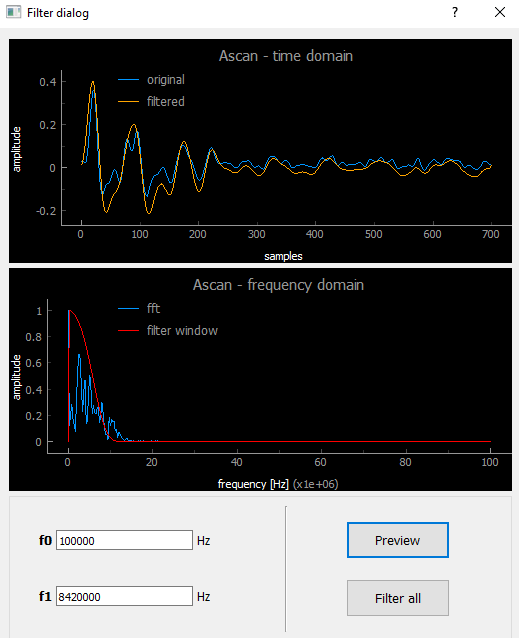 Filter dialog
Ascan - time domain
original
filtered
amplitude
0.4
0.2
0
-0.2
0 100 200 300 400 500 600 700
samples
Ascan - frequency domain
fft
filter window
amplitude
1
0.8
0.6
0.4
0.2
0
0 20 40 60 80 100
frequency [Hz] (x1e+06)
f0 100000 Hz
Preview
f1 8420000 Hz
Filter all